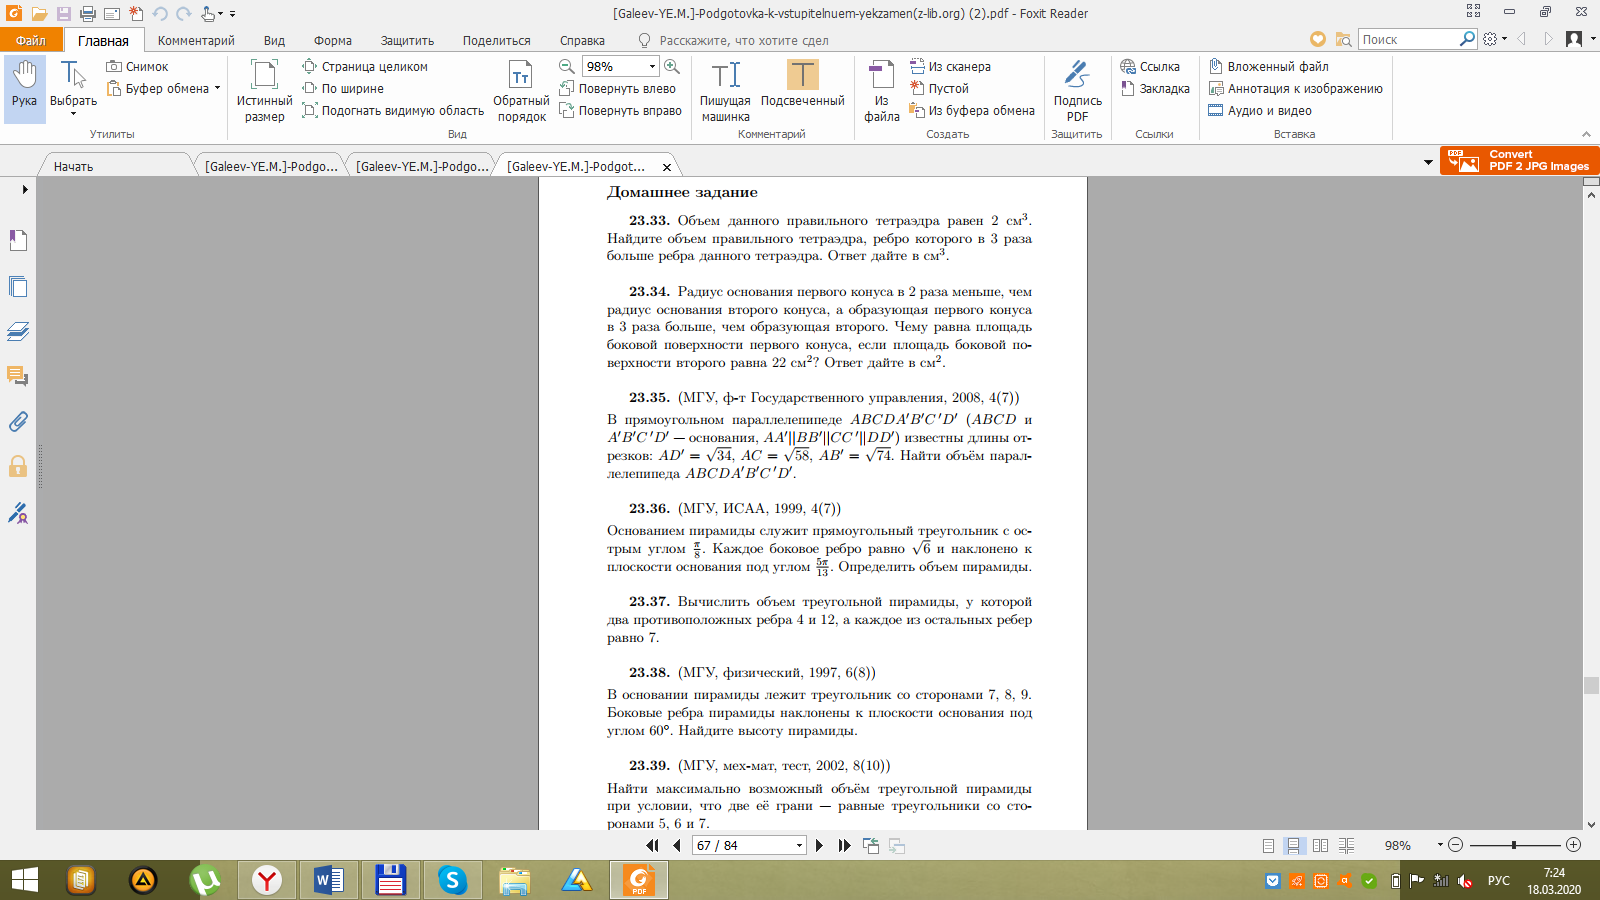 [Galeev-YE.M.]-Podgotovka-k-vstupitelnuem-yekzamen(z-lib.org) (2).pdf - Foxit Reader
Файл Главная Комментарий Вид Форма Защитить Поделиться Справка Расскажите, что хотите сдел Поиск
Рука
Выбрать
Снимок
Буфер обмена
Утилиты
Истинный размер
Страница целиком
По ширине
Подогнать видимую область
Обратный порядок
98%
Повернуть влево
Повернуть вправо
Вид
Пишущая машинка
Подсвеченный
Комментарий
Из файла
Из сканера
Пустой
Из буфера обмена
Создать
Подпись PDF
Защитить
Ссылка
Закладка
Ссылки
Вложенный файл
Аннотация к изображению
Аудио и видео
Вставка
Начать [Galeev-YE.M.]-Podgo... [Galeev-YE.M.]-Podgo... [Galeev-YE.M.]-Podgot...
Convert
PDF 2 JPG Images
Домашнее задание
23.33. Объем данного правильного тетраэдра равен 2 см³.
Найдите объем правильного тетраэдра, ребро которого в 3 раза
больше ребра данного тетраэдра. Ответ дайте в см³.
23.34. Радиус основания первого конуса в 2 раза меньше, чем
радиус основания второго конуса, а образующая первого конуса
в 3 раза больше, чем образующая второго. Чему равна площадь
боковой поверхности первого конуса, если площадь боковой по-
верхности второго равна 22 см²? Ответ дайте в см².
23.35. (МГУ, ф-т Государственного управления, 2008, 4(7))
В прямоугольном параллелепипеде ABCDA′B′C′D′ (ABCD и
A′B′C′D′ — основания, AA′||BB′||CC′||DD′) известны длины от-
резков: AD′ = √34, AC = √58, AB′ = √74. Найти объём парал-
лелепипеда ABCDA′B′C′D′.
23.36. (МГУ, ИСАА, 1999, 4(7))
Основанием пирамиды служит прямоугольный треугольник с ос-
трым углом π/8. Каждое боковое ребро равно √6 и наклонено к
плоскости основания под углом 5π/13. Определить объем пирамиды.
23.37. Вычислить объем треугольной пирамиды, у которой
два противоположных ребра 4 и 12, а каждое из остальных ребер
равно 7.
23.38. (МГУ, физический, 1997, 6(8))
В основании пирамиды лежит треугольник со сторонами 7, 8, 9.
Боковые ребра пирамиды наклонены к плоскости основания под
углом 60°. Найдите высоту пирамиды.
23.39. (МГУ, мех-мат, тест, 2002, 8(10))
Найти максимально возможный объём треугольной пирамиды
при условии, что две её грани — равные треугольники со сто-
ронами 5, 6 и 7.
67 / 84
98%
РУС
7:24
18.03.2020